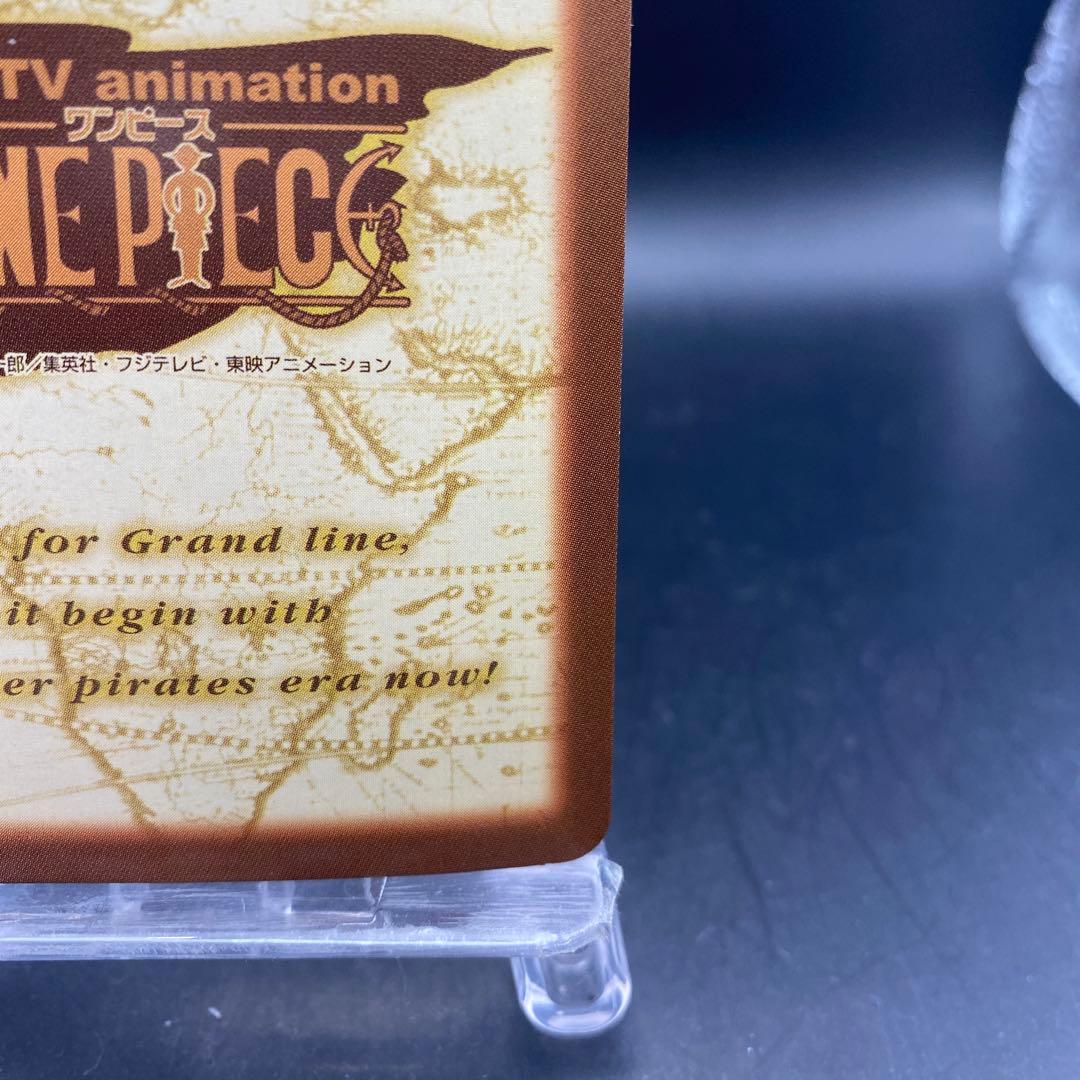 TV animation
ワンピース
NE PIECE
郎/集英社・フジテレビ・東映アニメーション
for Grand line,
it begin with
er pirates era now!